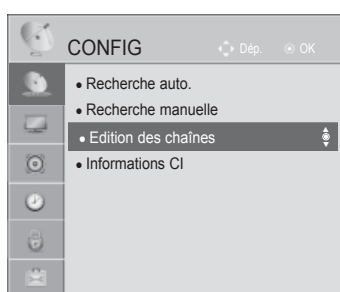 CONFIG Dép. OK
• Recherche auto.
• Recherche manuelle
• Edition des chaînes
• Informations CI